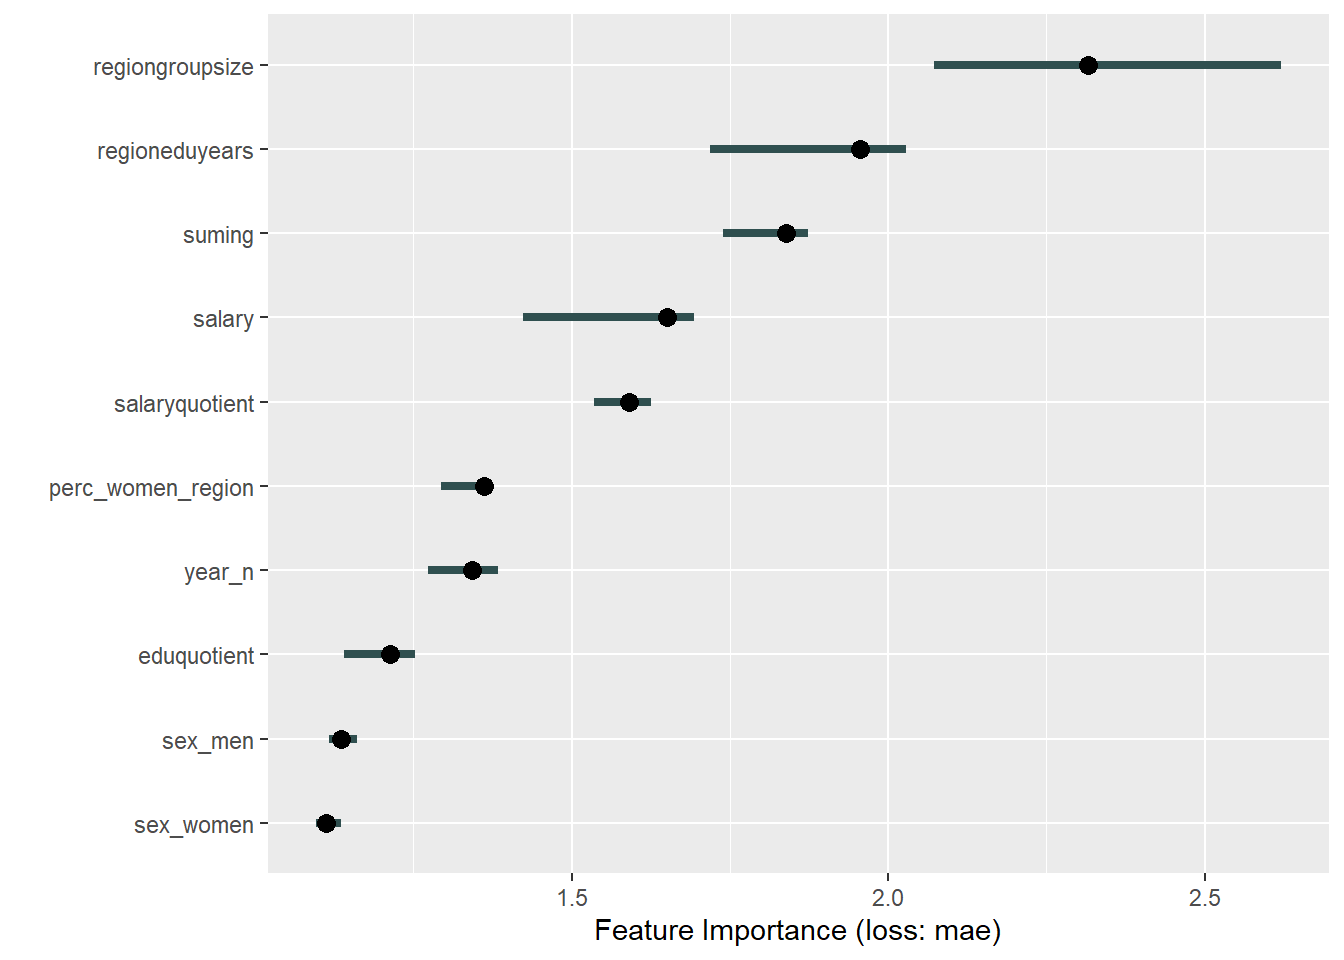 regiongroupsize
regioneduyears
suming
salary
salaryquotient
perc_women_region
year_n
eduquotient
sex_men
sex_women
1.5 2.0 2.5
Feature Importance (loss: mae)